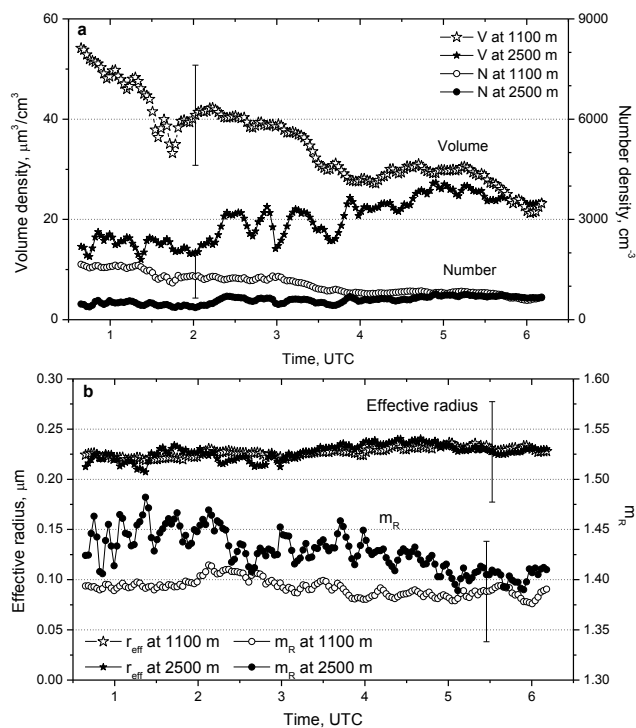 a
V at 1100 m
V at 2500 m
N at 1100 m
N at 2500 m
60
40
20
0
9000
6000
3000
0
Volume density, μm³/cm³
Number density, cm⁻³
Volume
Number
1 2 3 4 5 6
Time, UTC
b
Effective radius
m_R
0.30
0.25
0.20
0.15
0.10
0.05
0.00
1.60
1.55
1.50
1.45
1.40
1.35
1.30
Effective radius, μm
m_R
r_eff at 1100 m m_R at 1100 m
r_eff at 2500 m m_R at 2500 m
1 2 3 4 5 6
Time, UTC